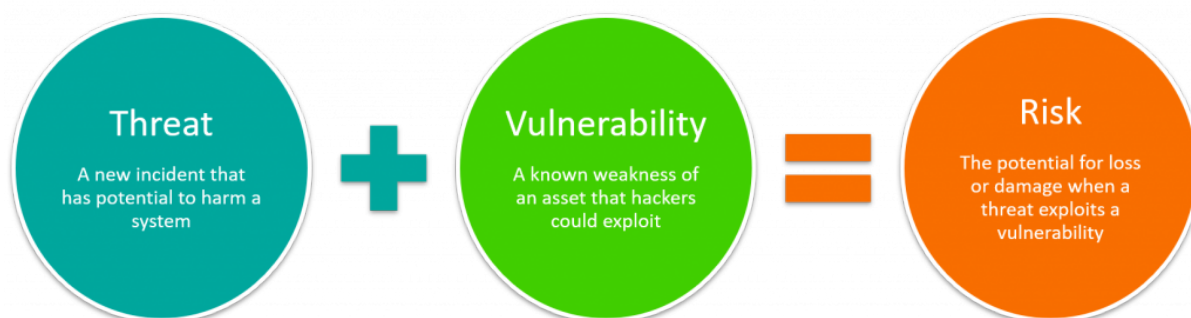 Threat
A new incident that
has potential to harm a
system
Vulnerability
A known weakness of
an asset that hackers
could exploit
Risk
The potential for loss
or damage when a
threat exploits a
vulnerability